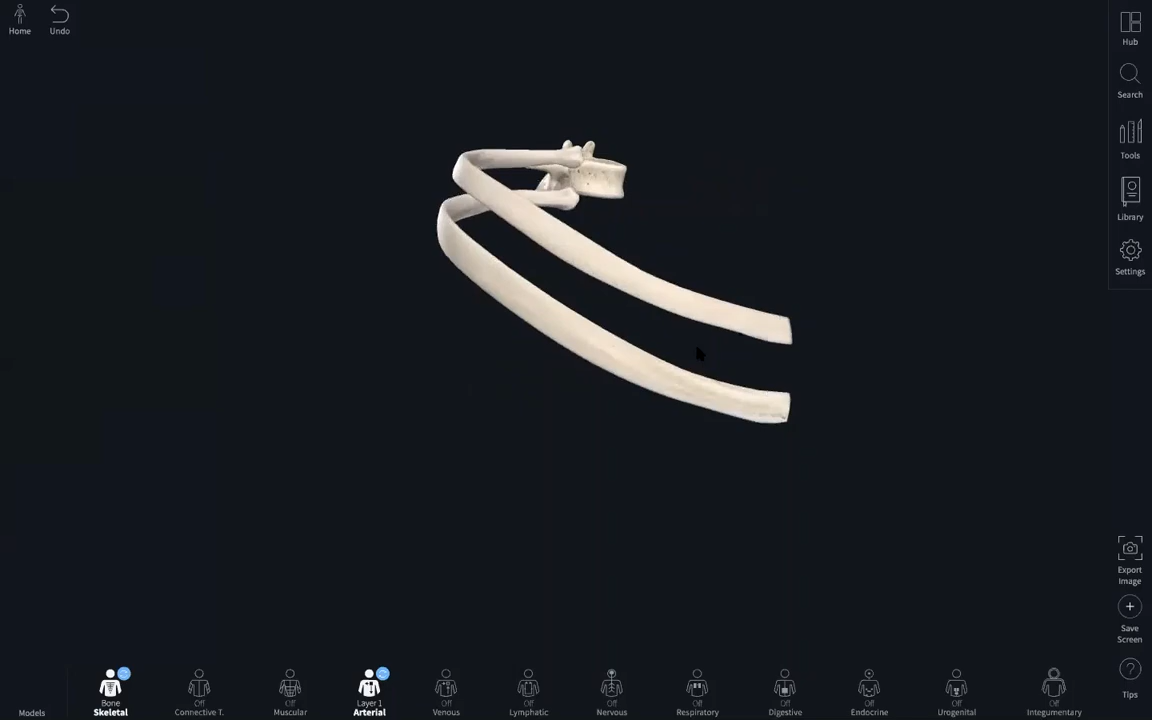 Home
Undo
Hub
Search
Tools
Library
Settings
Export
Image
Save
Screen
Tips
Models
Bone
Skeletal
Off
Connective T.
Off
Muscular
Layer 1
Arterial
Off
Venous
Off
Lymphatic
Off
Nervous
Off
Respiratory
Off
Digestive
Off
Endocrine
Off
Urogenital
Off
Integumentary